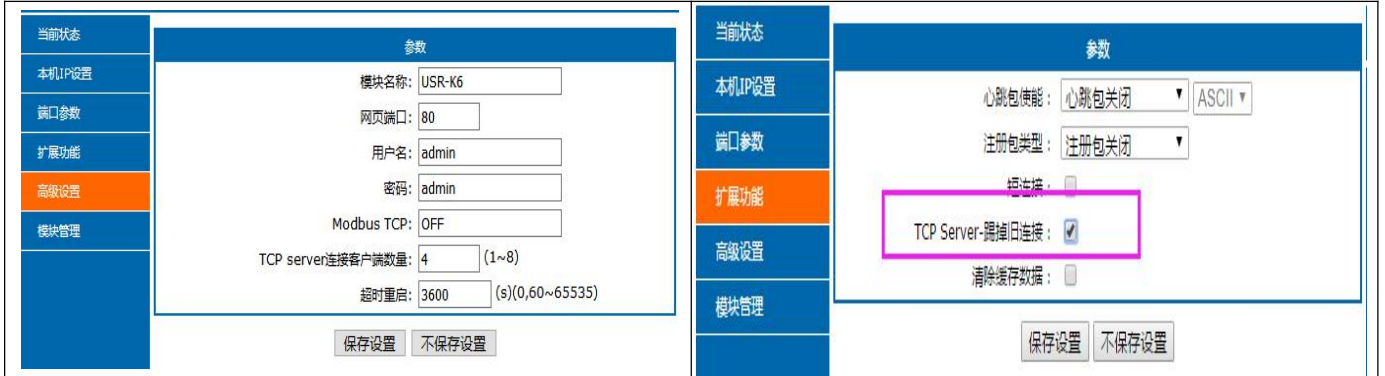 当前状态
本机IP设置
端口参数
扩展功能
高级设置
模块管理
参数
模块名称: USR-K6
网页端口: 80
用户名: admin
密码: admin
Modbus TCP: OFF
TCP server连接客户端数量: 4 (1~8)
超时重启: 3600 (s)(0,60~65535)
保存设置 不保存设置
当前状态
本机IP设置
端口参数
扩展功能
高级设置
模块管理
参数
心跳包使能: 心跳包关闭 ASCII
注册包类型: 注册包关闭
短连接:
TCP Server-踢掉旧连接:
清除缓存数据:
保存设置 不保存设置